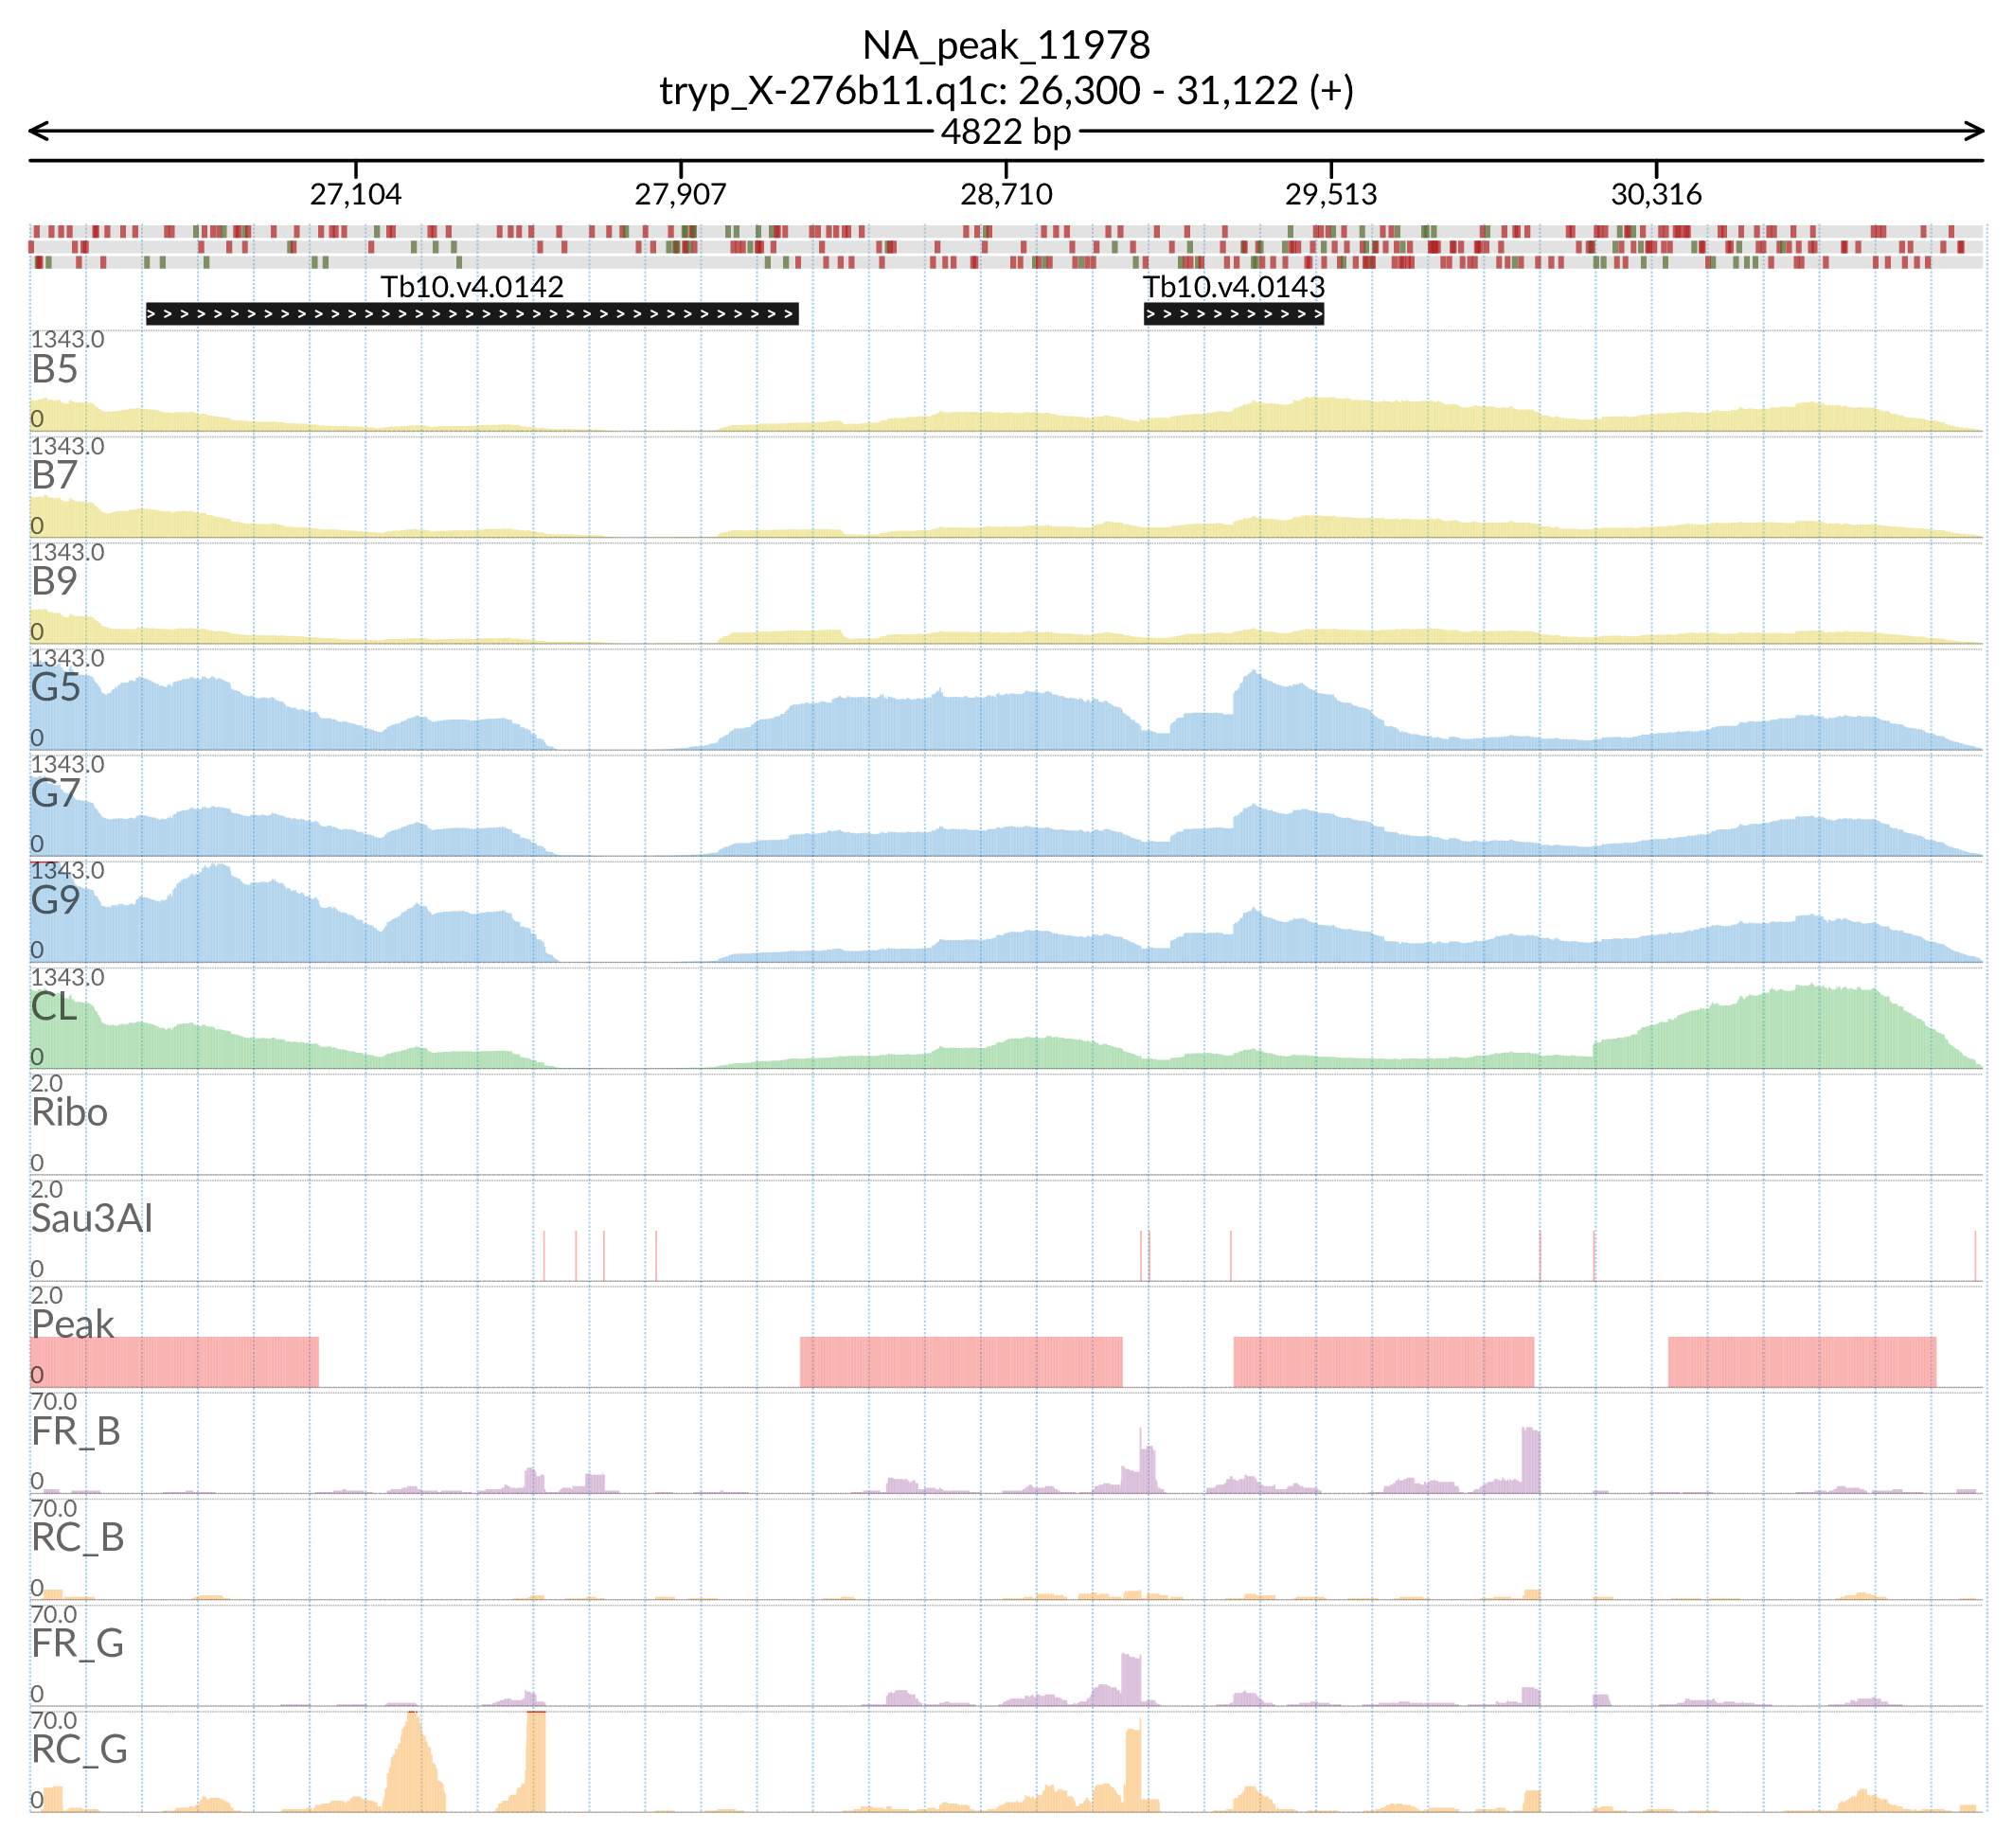 NA_peak_11978
tryp_X-276b11.q1c: 26,300 - 31,122 (+)
4822 bp
27,104 27,907 28,710 29,513 30,316
Tb10.v4.0142 Tb10.v4.0143
1343.0
B5
0
1343.0
B7
0
1343.0
B9
0
1343.0
G5
0
1343.0
G7
0
1343.0
G9
0
1343.0
CL
0
2.0
Ribo
0
2.0
Sau3AI
0
2.0
Peak
0
70.0
FR_B
0
70.0
RC_B
0
70.0
FR_G
0
70.0
RC_G
0